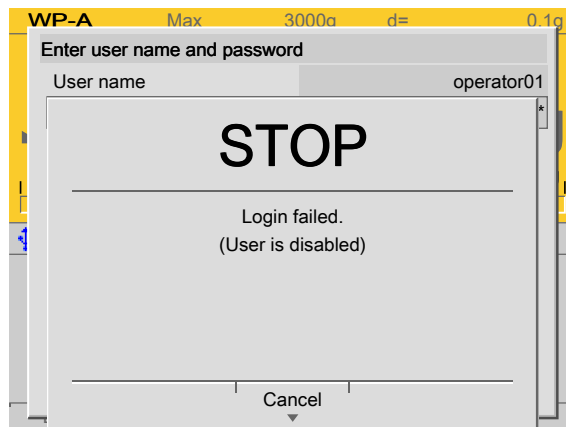 WP-A Max 3000g d= 0.1g
Enter user name and password
User name operator01
*
STOP
Login failed.
(User is disabled)
Cancel